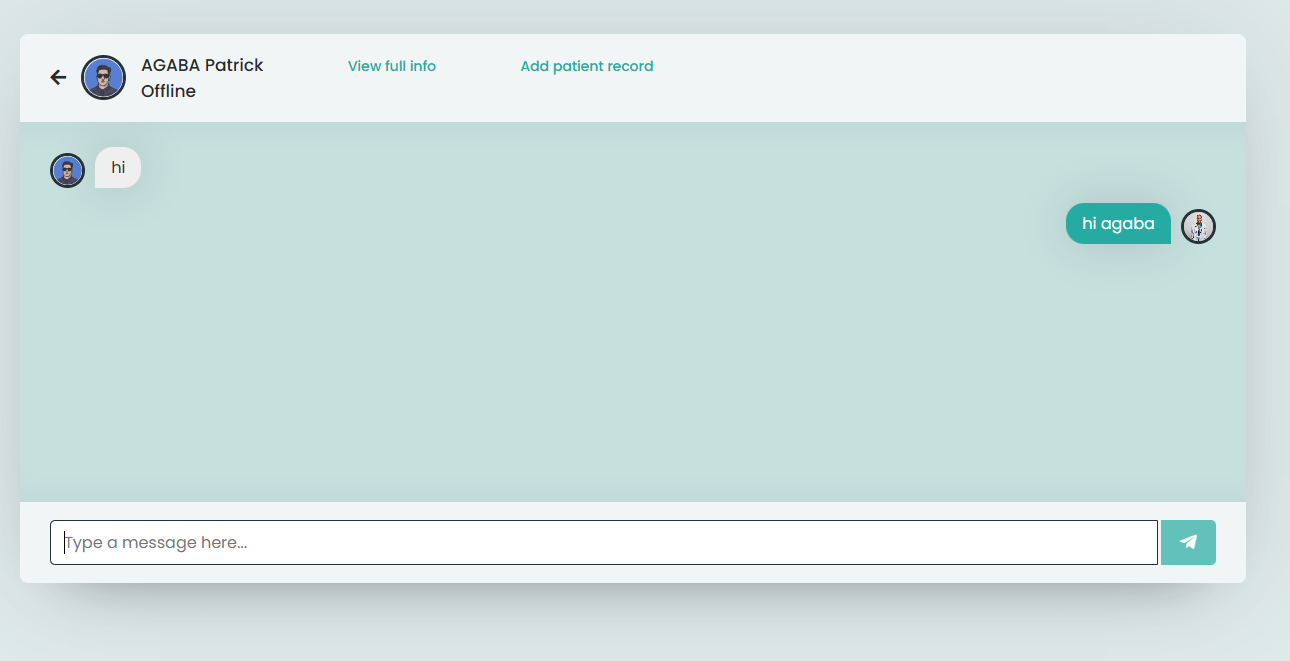 AGABA Patrick
Offline
View full info
Add patient record
hi
hi agaba
Type a message here...